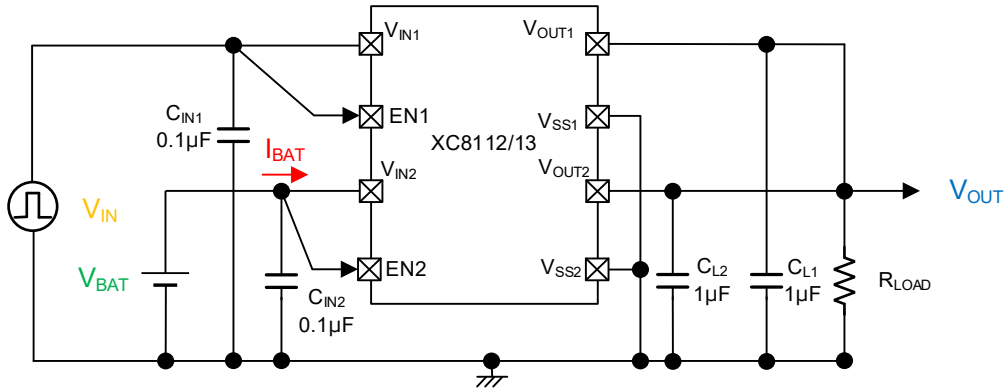 VIN1
VOUT1
CIN1
0.1µF
EN1
VSS1
XC8112/13
IBAT
VIN2
VOUT2
VIN
VOUT
VBAT
EN2
VSS2
CIN2
0.1µF
CL2
1µF
CL1
1µF
RLOAD